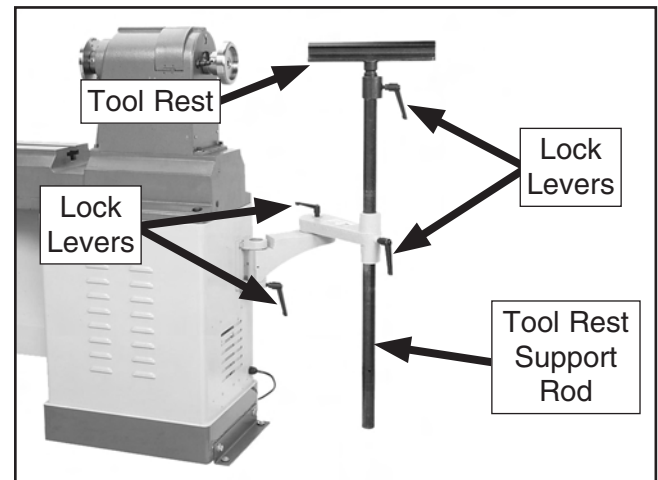 Tool Rest
Lock
Levers
Lock
Levers
Tool Rest
Support
Rod